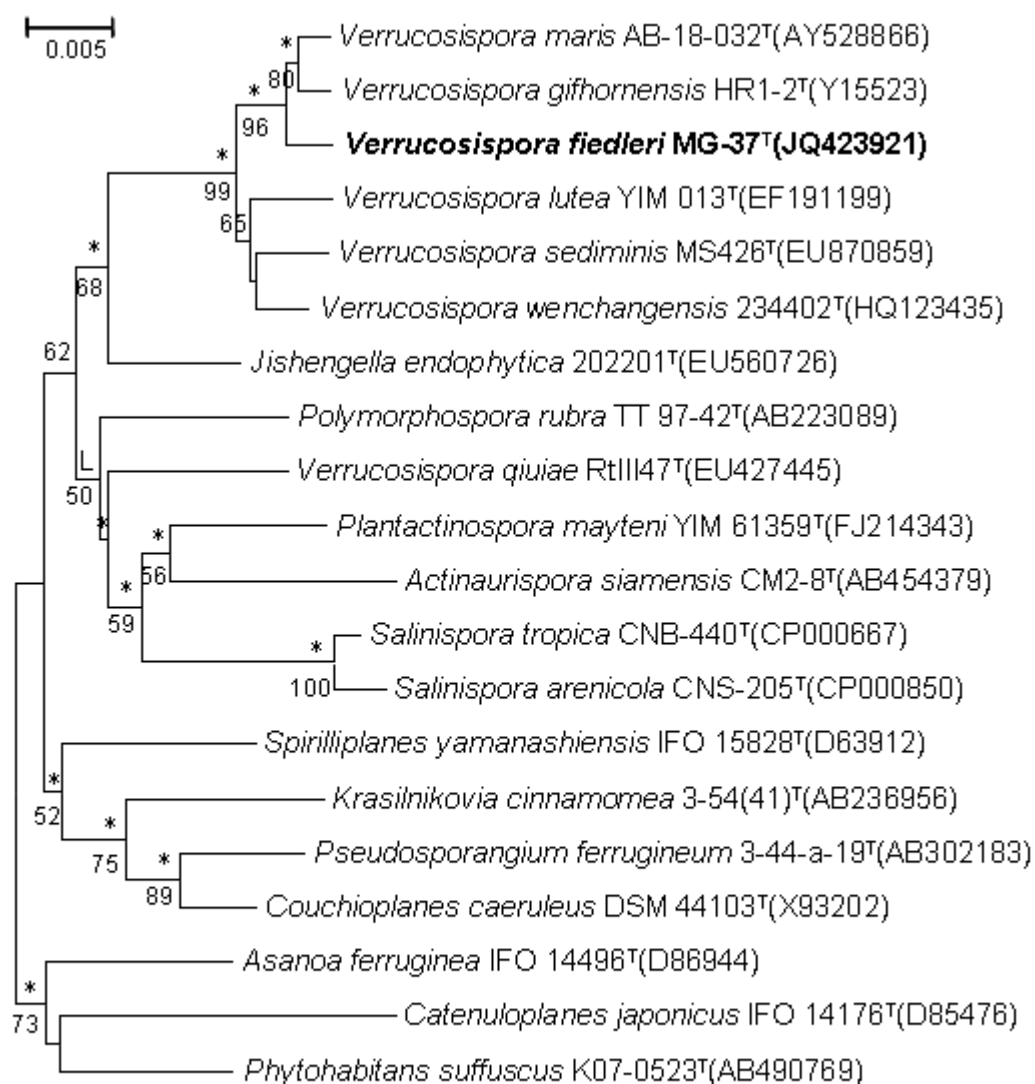 0.005
* Verrucosispora maris AB-18-032ᵀ(AY528866)
80
* Verrucosispora gifhornensis HR1-2ᵀ(Y15523)
96
* Verrucosispora fiedleri MG-37ᵀ(JQ423921)
99
Verrucosispora lutea YIM 013ᵀ(EF191199)
65
* Verrucosispora sediminis MS426ᵀ(EU870859)
68
Verrucosispora wenchangensis 234402ᵀ(HQ123435)
62
Jishengella endophytica 202201ᵀ(EU560726)
Polymorphospora rubra TT 97-42ᵀ(AB223089)
L
50
Verrucosispora qiuiae RtIII47ᵀ(EU427445)
*
* Plantactinospora mayteni YIM 61359ᵀ(FJ214343)
56
* Actinaurispora siamensis CM2-8ᵀ(AB454379)
59
* Salinispora tropica CNB-440ᵀ(CP000667)
100
Salinispora arenicola CNS-205ᵀ(CP000850)
Spirilliplanes yamanashiensis IFO 15828ᵀ(D63912)
*
52
* Krasilnikovia cinnamomea 3-54(41)ᵀ(AB236956)
75
* Pseudosporangium ferrugineum 3-44-a-19ᵀ(AB302183)
89
Couchioplanes caeruleus DSM 44103ᵀ(X93202)
Asanoa ferruginea IFO 14496ᵀ(D86944)
*
73
Catenuloplanes japonicus IFO 14176ᵀ(D85476)
Phytohabitans suffuscus K07-0523ᵀ(AB490769)